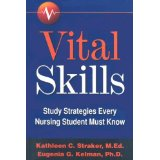 Vital
Skills
Study Strategies Every
Nursing Student Must Know
Kathleen C. Straker, M.Ed.
Eugenia G. Kelman, Ph.D.